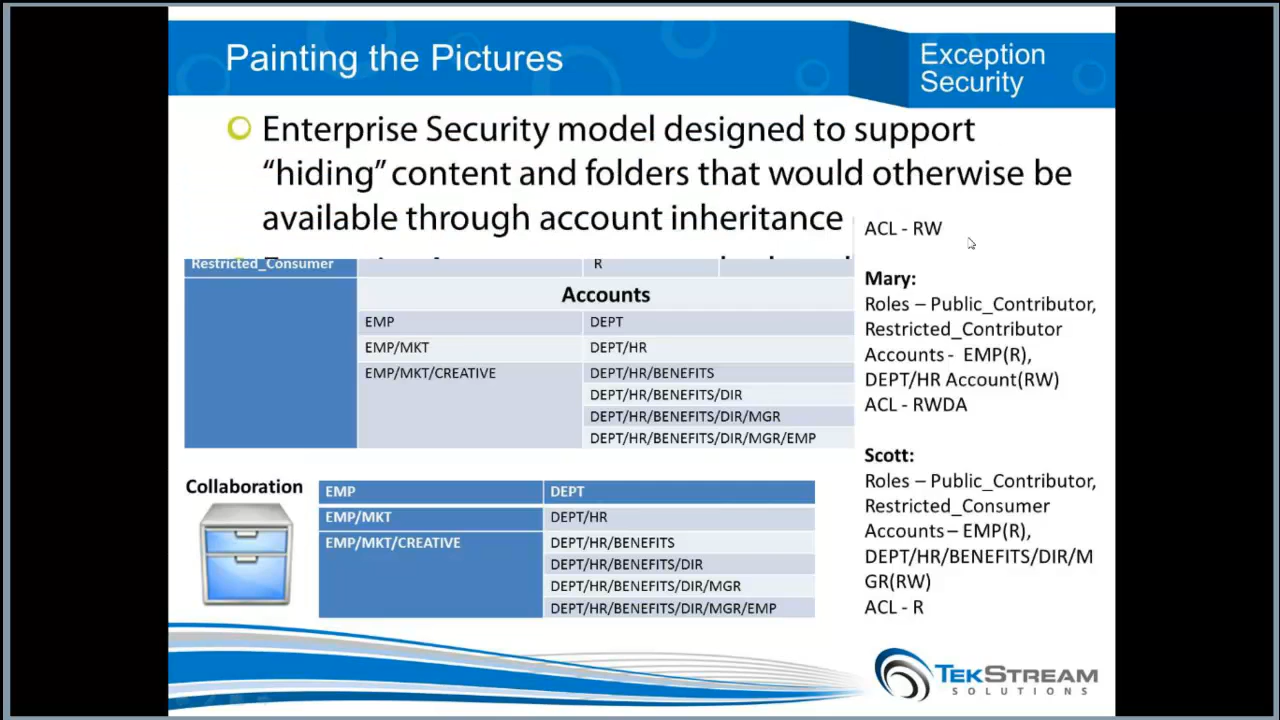 Painting the Pictures
Exception
Security
Enterprise Security model designed to support
“hiding” content and folders that would otherwise be
available through account inheritance
ACL - RW
Restricted_Consumer R
Accounts
EMP DEPT
EMP/MKT DEPT/HR
EMP/MKT/CREATIVE DEPT/HR/BENEFITS
DEPT/HR/BENEFITS/DIR
DEPT/HR/BENEFITS/DIR/MGR
DEPT/HR/BENEFITS/DIR/MGR/EMP
Mary:
Roles – Public_Contributor,
Restricted_Contributor
Accounts - EMP(R),
DEPT/HR Account(RW)
ACL - RWDA
Collaboration
EMP DEPT
EMP/MKT DEPT/HR
EMP/MKT/CREATIVE DEPT/HR/BENEFITS
DEPT/HR/BENEFITS/DIR
DEPT/HR/BENEFITS/DIR/MGR
DEPT/HR/BENEFITS/DIR/MGR/EMP
Scott:
Roles – Public_Contributor,
Restricted_Consumer
Accounts – EMP(R),
DEPT/HR/BENEFITS/DIR/M
GR(RW)
ACL - R
TEKSTREAM
SOLUTIONS